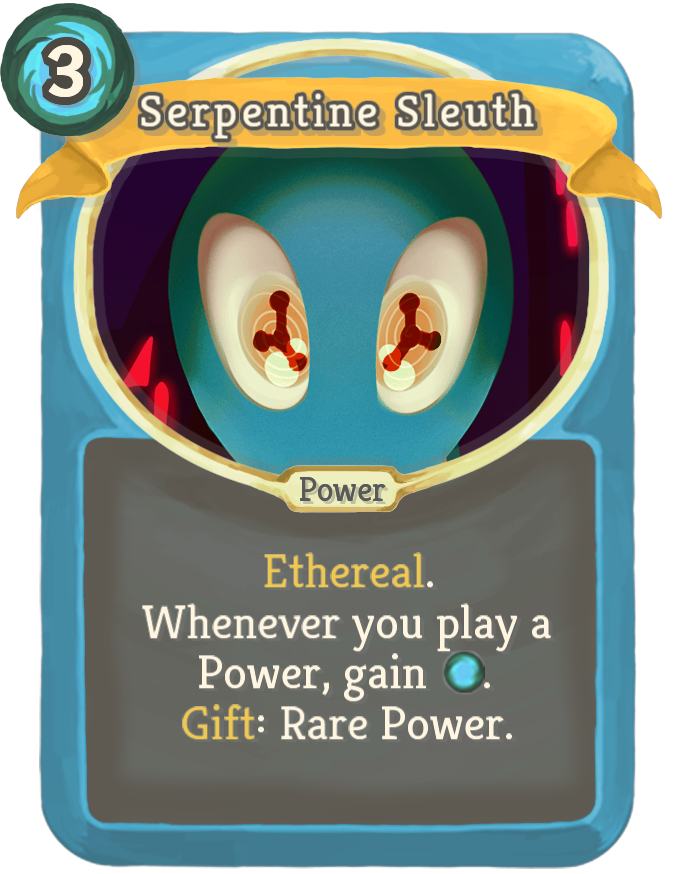 3
Serpentine Sleuth
Power
Ethereal.
Whenever you play a
Power, gain .
Gift: Rare Power.